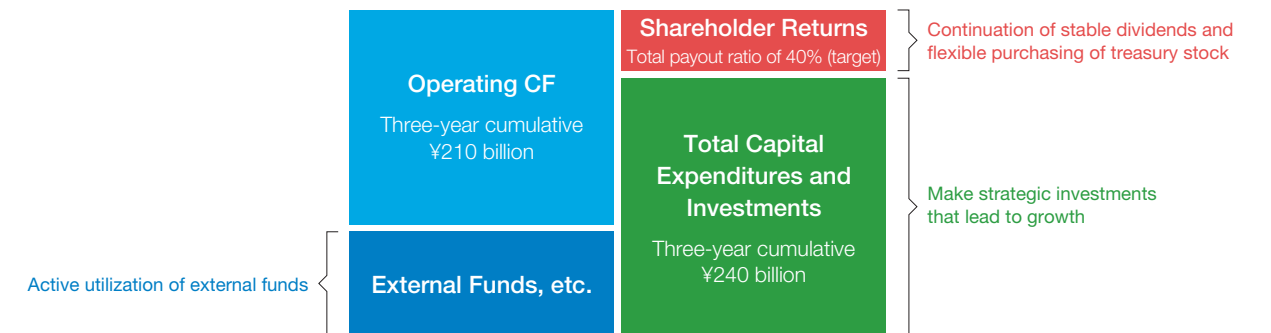 Operating CF
Three-year cumulative
¥210 billion
Active utilization of external funds
External Funds, etc.
Shareholder Returns
Total payout ratio of 40% (target)
Continuation of stable dividends and
flexible purchasing of treasury stock
Total Capital
Expenditures and
Investments
Three-year cumulative
¥240 billion
Make strategic investments
that lead to growth